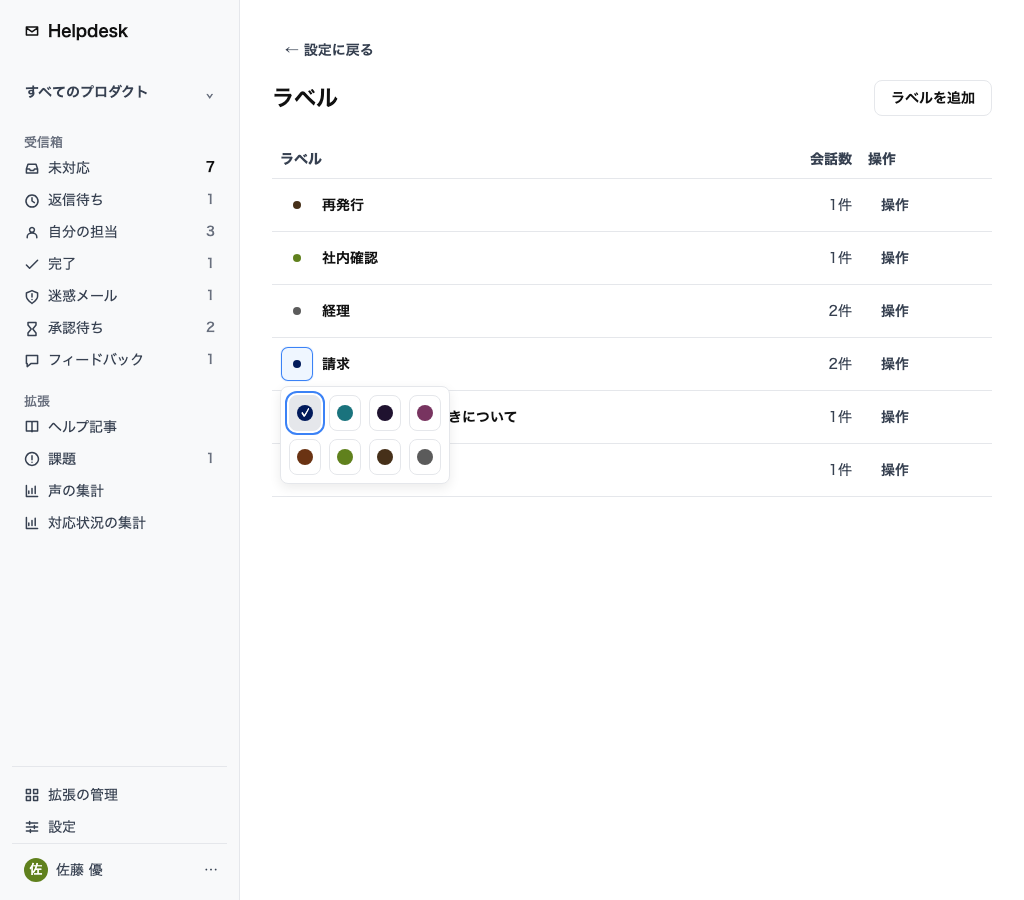 Helpdesk
すべてのプロダクト
受信箱
未対応 7
返信待ち 1
自分の担当 3
完了 1
迷惑メール 1
承認待ち 2
フィードバック 1
拡張
ヘルプ記事
課題 1
声の集計
対応状況の集計
拡張の管理
設定
佐 佐藤 優 …
← 設定に戻る
ラベル
ラベルを追加
ラベル 会話数 操作
再発行 1件 操作
社内確認 1件 操作
経理 2件 操作
請求 2件 操作
きについて 1件 操作
1件 操作